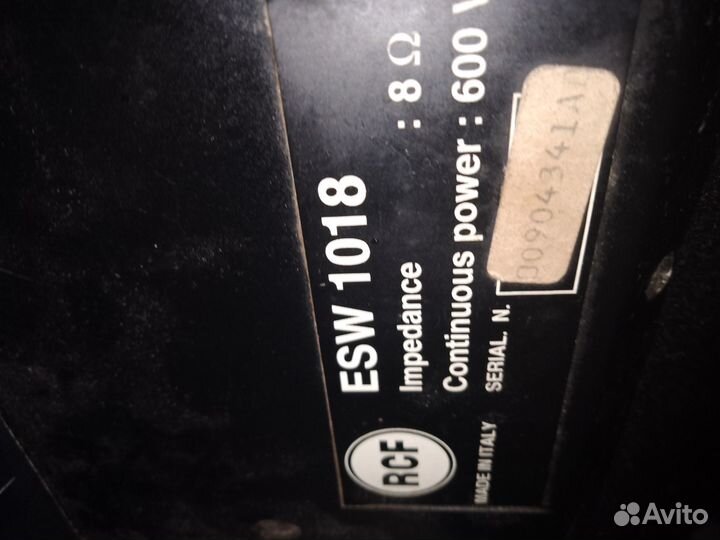 RCF
ESW 1018
Impedance : 8 Ω
Continuous power : 600
MADE IN ITALY
SERIAL. N. 00904341A
Avito